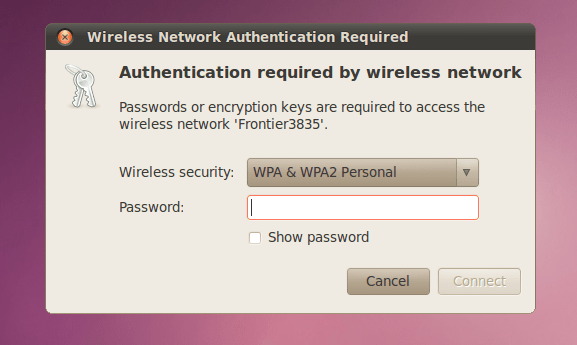 Wireless Network Authentication Required
Authentication required by wireless network
Passwords or encryption keys are required to access the
wireless network 'Frontier3835'.
Wireless security: WPA & WPA2 Personal
Password:
Show password
Cancel Connect